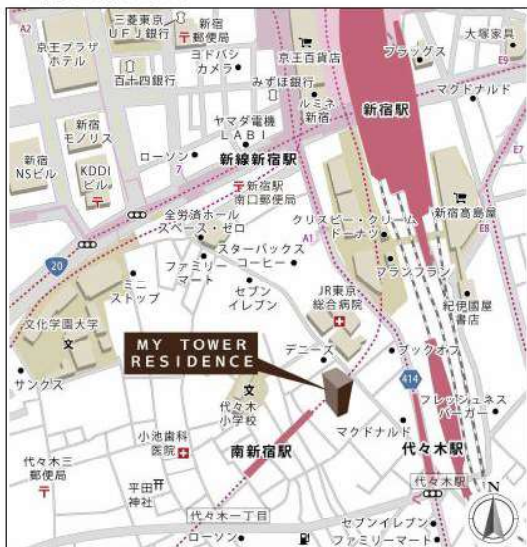 A2
三菱東京
UFJ銀行
新宿
郵便局
京王プラザ
ホテル
ヨドバシ
カメラ
京王百貨店
フラッグス
大塚家具
E9
百十四銀行
みずほ銀行
ルミネ
新宿
新宿駅
マクドナルド
ヤマダ電機
LABI
新宿
モノリス
ローソン
7
新線新宿駅
E7
新宿
NSビル
KDDI
ビル
新宿駅
南口郵便局
新宿高島屋
全労済ホール
スペース・ゼロ
クリスピー・クリーム
ドーナツ
A1
E8
スターバックス
コーヒー
ファミリー
マート
フランフラン
20
ミニ
ストップ
セブン
イレブン
JR東京
総合病院
紀伊國屋
書店
文化学園大学
文
MY TOWER
RESIDENCE
デニーズ
ブックオフ
サンクス
414
文
代々木
小学校
フレッシュネス
バーガー
小池歯科
医院
南新宿駅
マクドナルド
代々木駅
代々木三
郵便局
平田
神社
代々木駅
N
代々木一丁目
ローソン
セブンイレブン
ファミリーマート